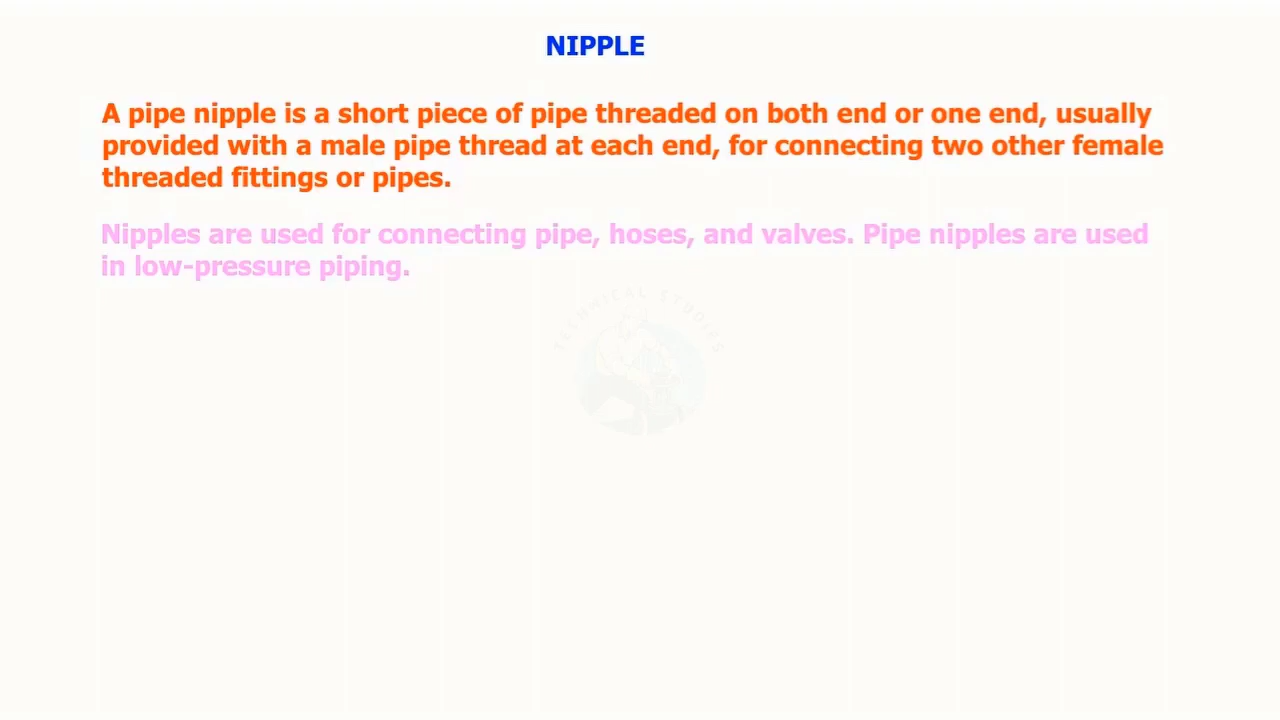 NIPPLE
A pipe nipple is a short piece of pipe threaded on both end or one end, usually
provided with a male pipe thread at each end, for connecting two other female
threaded fittings or pipes.
Nipples are used for connecting pipe, hoses, and valves. Pipe nipples are used
in low-pressure piping.
TECHNICAL STUDIES